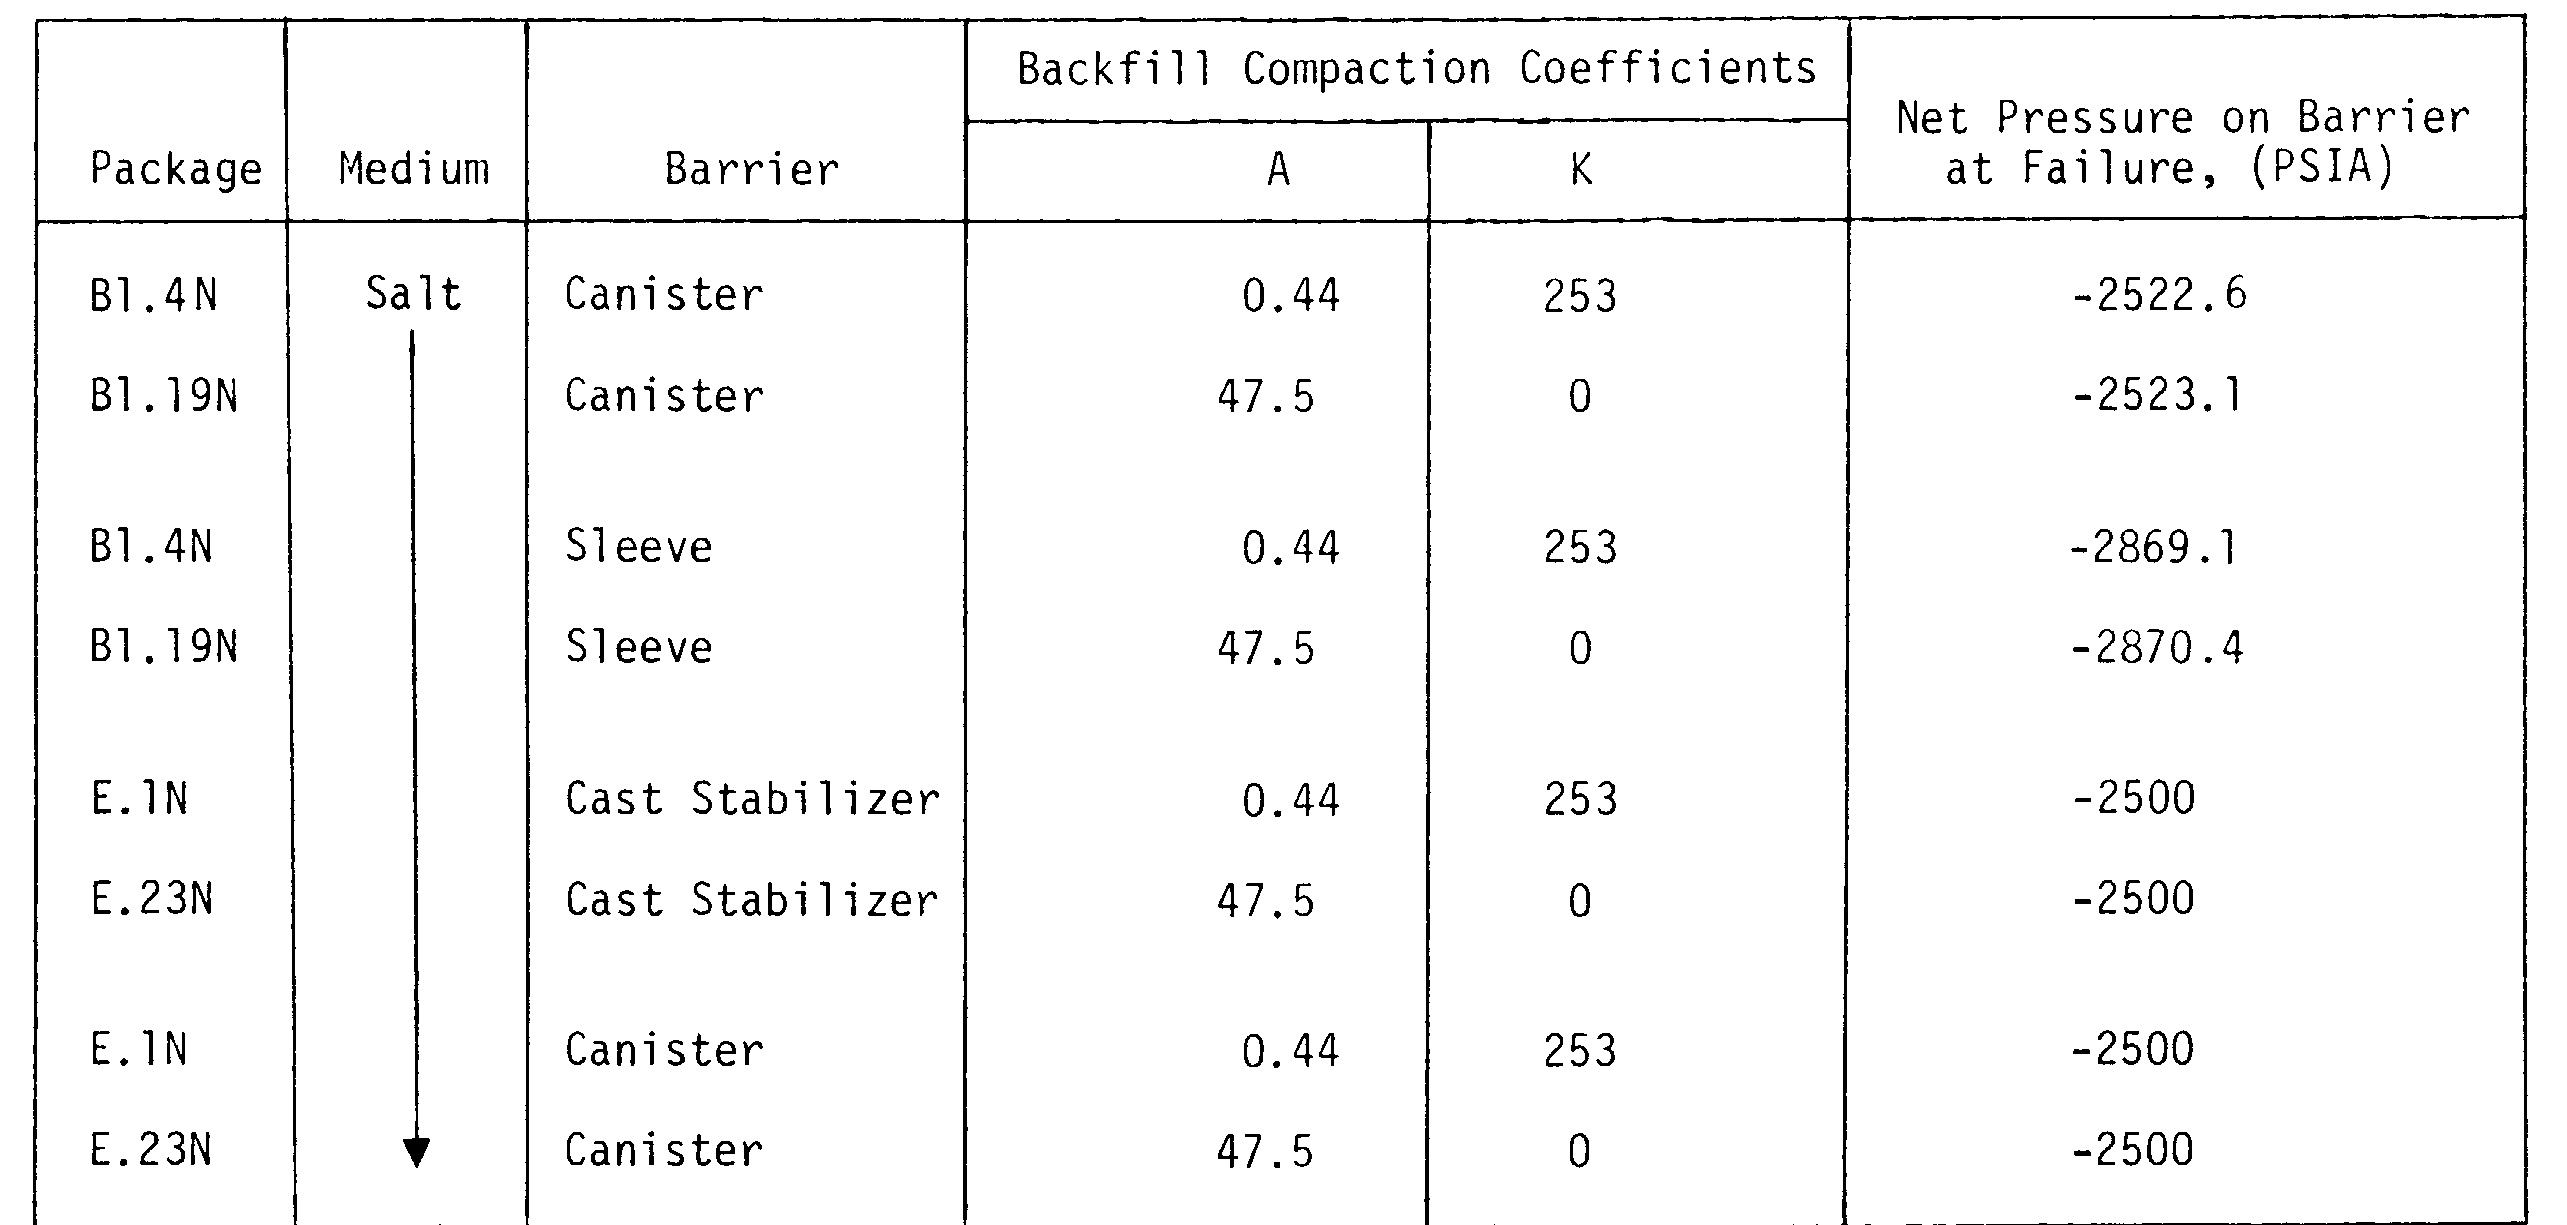 Backfill Compaction Coefficients
Net Pressure on Barrier
at Failure, (PSIA)
Package Medium Barrier A K
B1.4N Salt Canister 0.44 253 -2522.6
B1.19N Canister 47.5 0 -2523.1
B1.4N Sleeve 0.44 253 -2869.1
B1.19N Sleeve 47.5 0 -2870.4
E.1N Cast Stabilizer 0.44 253 -2500
E.23N Cast Stabilizer 47.5 0 -2500
E.1N Canister 0.44 253 -2500
E.23N Canister 47.5 0 -2500